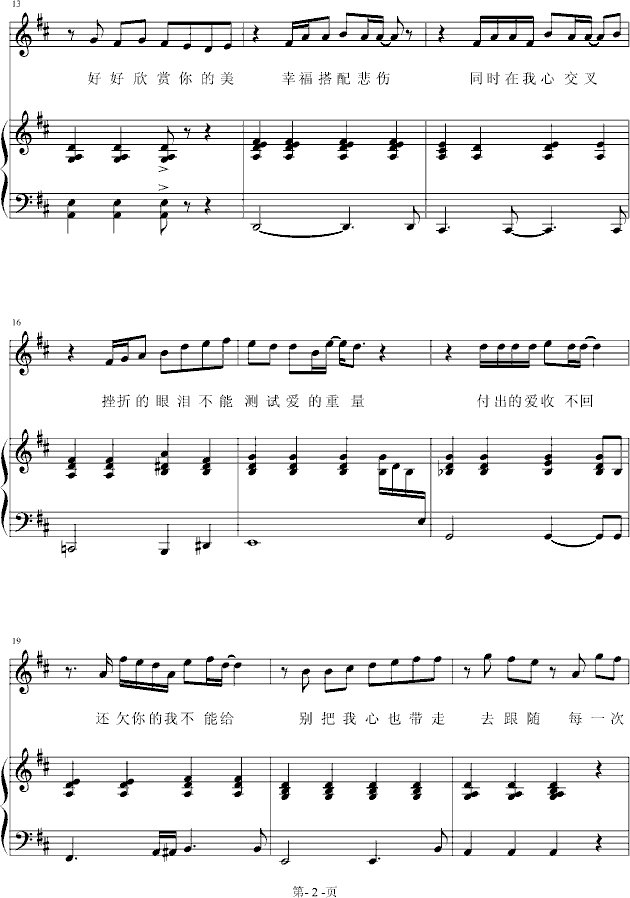 13
好好欣赏你的美 幸福搭配悲伤 同时在我心交叉
16
挫折的眼泪不能 测试爱的重量 付出的爱收 不回
19
还欠你的我不能给 别把我心也带走 去跟随 每一次
第- 2 -页